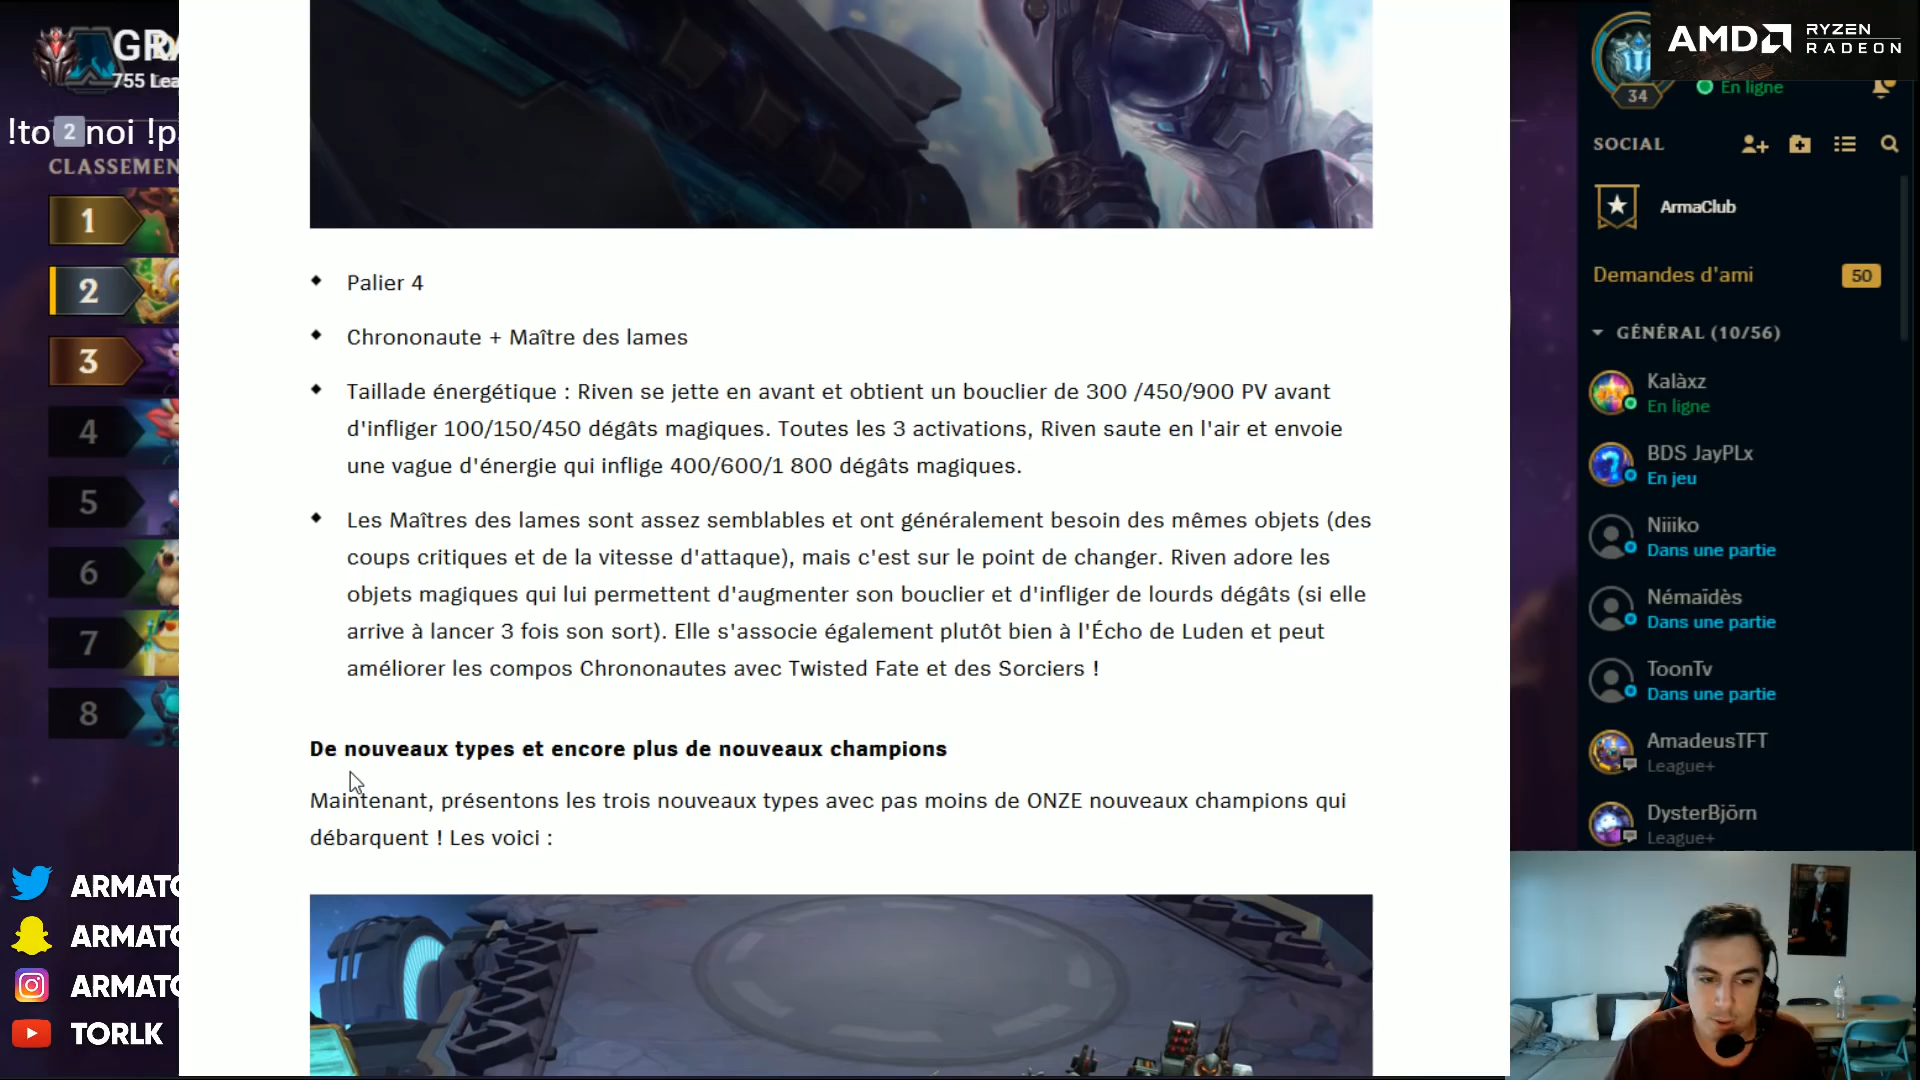 GRA
755 Lea
!to 2 noi !p
CLASSEMEN
1
2
3
4
5
6
7
8
ARMATO
ARMATO
ARMATO
TORLK
Palier 4
Chrononaute + Maître des lames
Taillade énergétique : Riven se jette en avant et obtient un bouclier de 300 /450/900 PV avant
d'infliger 100/150/450 dégâts magiques. Toutes les 3 activations, Riven saute en l'air et envoie
une vague d'énergie qui inflige 400/600/1 800 dégâts magiques.
Les Maîtres des lames sont assez semblables et ont généralement besoin des mêmes objets (des
coups critiques et de la vitesse d'attaque), mais c'est sur le point de changer. Riven adore les
objets magiques qui lui permettent d'augmenter son bouclier et d'infliger de lourds dégâts (si elle
arrive à lancer 3 fois son sort). Elle s'associe également plutôt bien à l'Écho de Luden et peut
améliorer les compos Chrononautes avec Twisted Fate et des Sorciers !
De nouveaux types et encore plus de nouveaux champions
Maintenant, présentons les trois nouveaux types avec pas moins de ONZE nouveaux champions qui
débarquent ! Les voici :
AMD RYZEN
RADEON
34
En ligne
SOCIAL
ArmaClub
Demandes d'ami 50
GÉNÉRAL (10/56)
Kalàxz
En ligne
BDS JayPLx
En jeu
Niiiko
Dans une partie
Némaïdès
Dans une partie
ToonTv
Dans une partie
AmadeusTFT
League+
DysterBjörn
League+